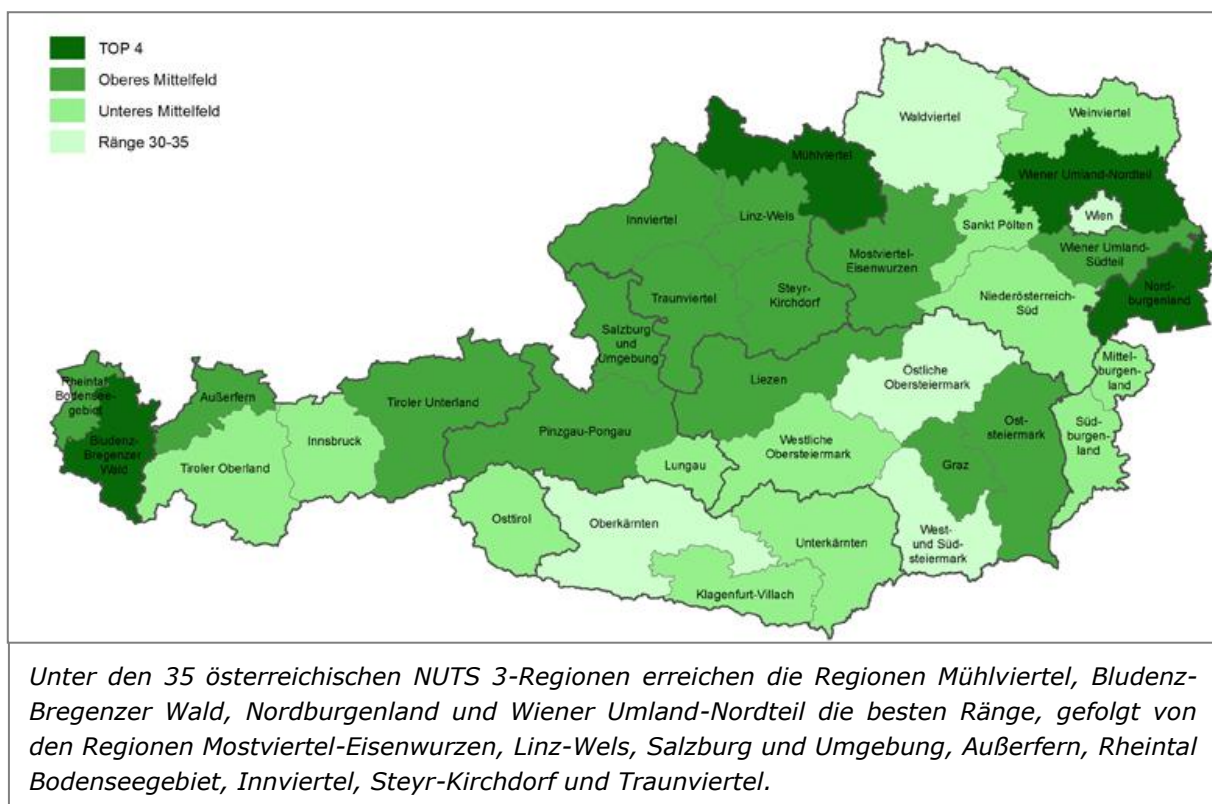 TOP 4
Oberes Mittelfeld
Unteres Mittelfeld
Ränge 30-35
Waldviertel
Weinviertel
Mühlviertel
Wiener Umland-Nordteil
Innviertel
Linz-Wels
Sankt Pölten
Wien
Mostviertel-
Eisenwurzen
Wiener Umland-
Südteil
Traunviertel
Steyr-
Kirchdorf
Niederösterreich-
Süd
Nord-
burgenland
Salzburg
und
Umgebung
Mittel-
burgen-
land
Rheintal
Bodensee-
gebiet
Außerfern
Tiroler Unterland
Liezen
Östliche
Obersteiermark
Bludenz-
Bregenzer
Wald
Innsbruck
Pinzgau-Pongau
Ost-
steiermark
Süd-
burgen-
land
Tiroler Oberland
Westliche
Obersteiermark
Lungau
Graz
Osttirol
Oberkärnten
Unterkärnten
West-
und Süd-
steiermark
Klagenfurt-Villach
Unter den 35 österreichischen NUTS 3-Regionen erreichen die Regionen Mühlviertel, Bludenz-
Bregenzer Wald, Nordburgenland und Wiener Umland-Nordteil die besten Ränge, gefolgt von
den Regionen Mostviertel-Eisenwurzen, Linz-Wels, Salzburg und Umgebung, Außerfern, Rheintal
Bodenseegebiet, Innviertel, Steyr-Kirchdorf und Traunviertel.